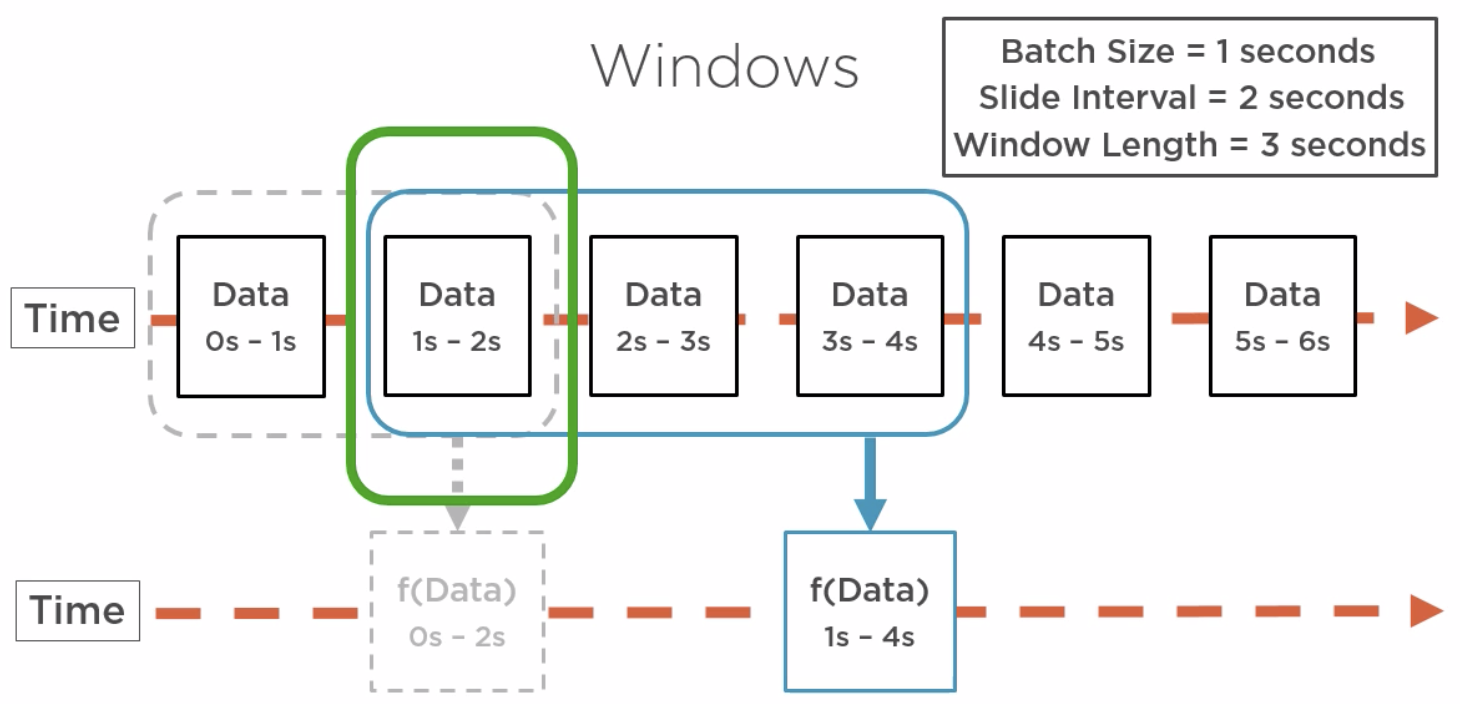 Windows
Batch Size = 1 seconds
Slide Interval = 2 seconds
Window Length = 3 seconds
Time
Data
0s – 1s
Data
1s – 2s
Data
2s – 3s
Data
3s – 4s
Data
4s – 5s
Data
5s – 6s
Time
f(Data)
0s – 2s
f(Data)
1s – 4s